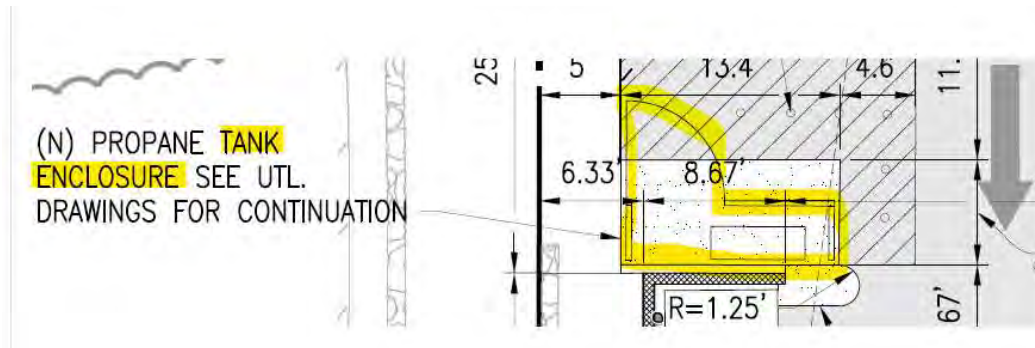 25
5
13.4
4.6
11.
(N) PROPANE TANK
ENCLOSURE SEE UTL.
DRAWINGS FOR CONTINUATION
6.33'
8.67'
R=1.25'
67'